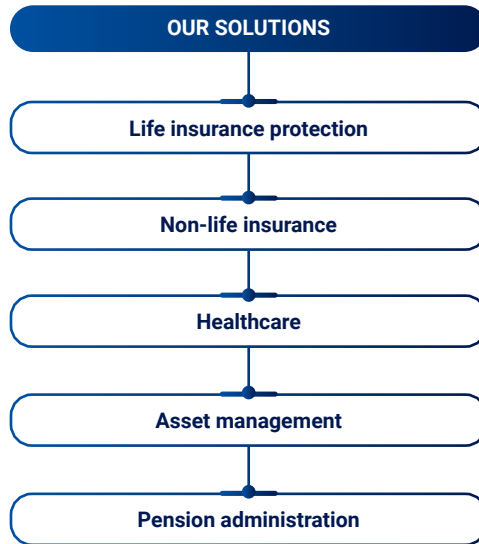 OUR SOLUTIONS
Life insurance protection
Non-life insurance
Healthcare
Asset management
Pension administration